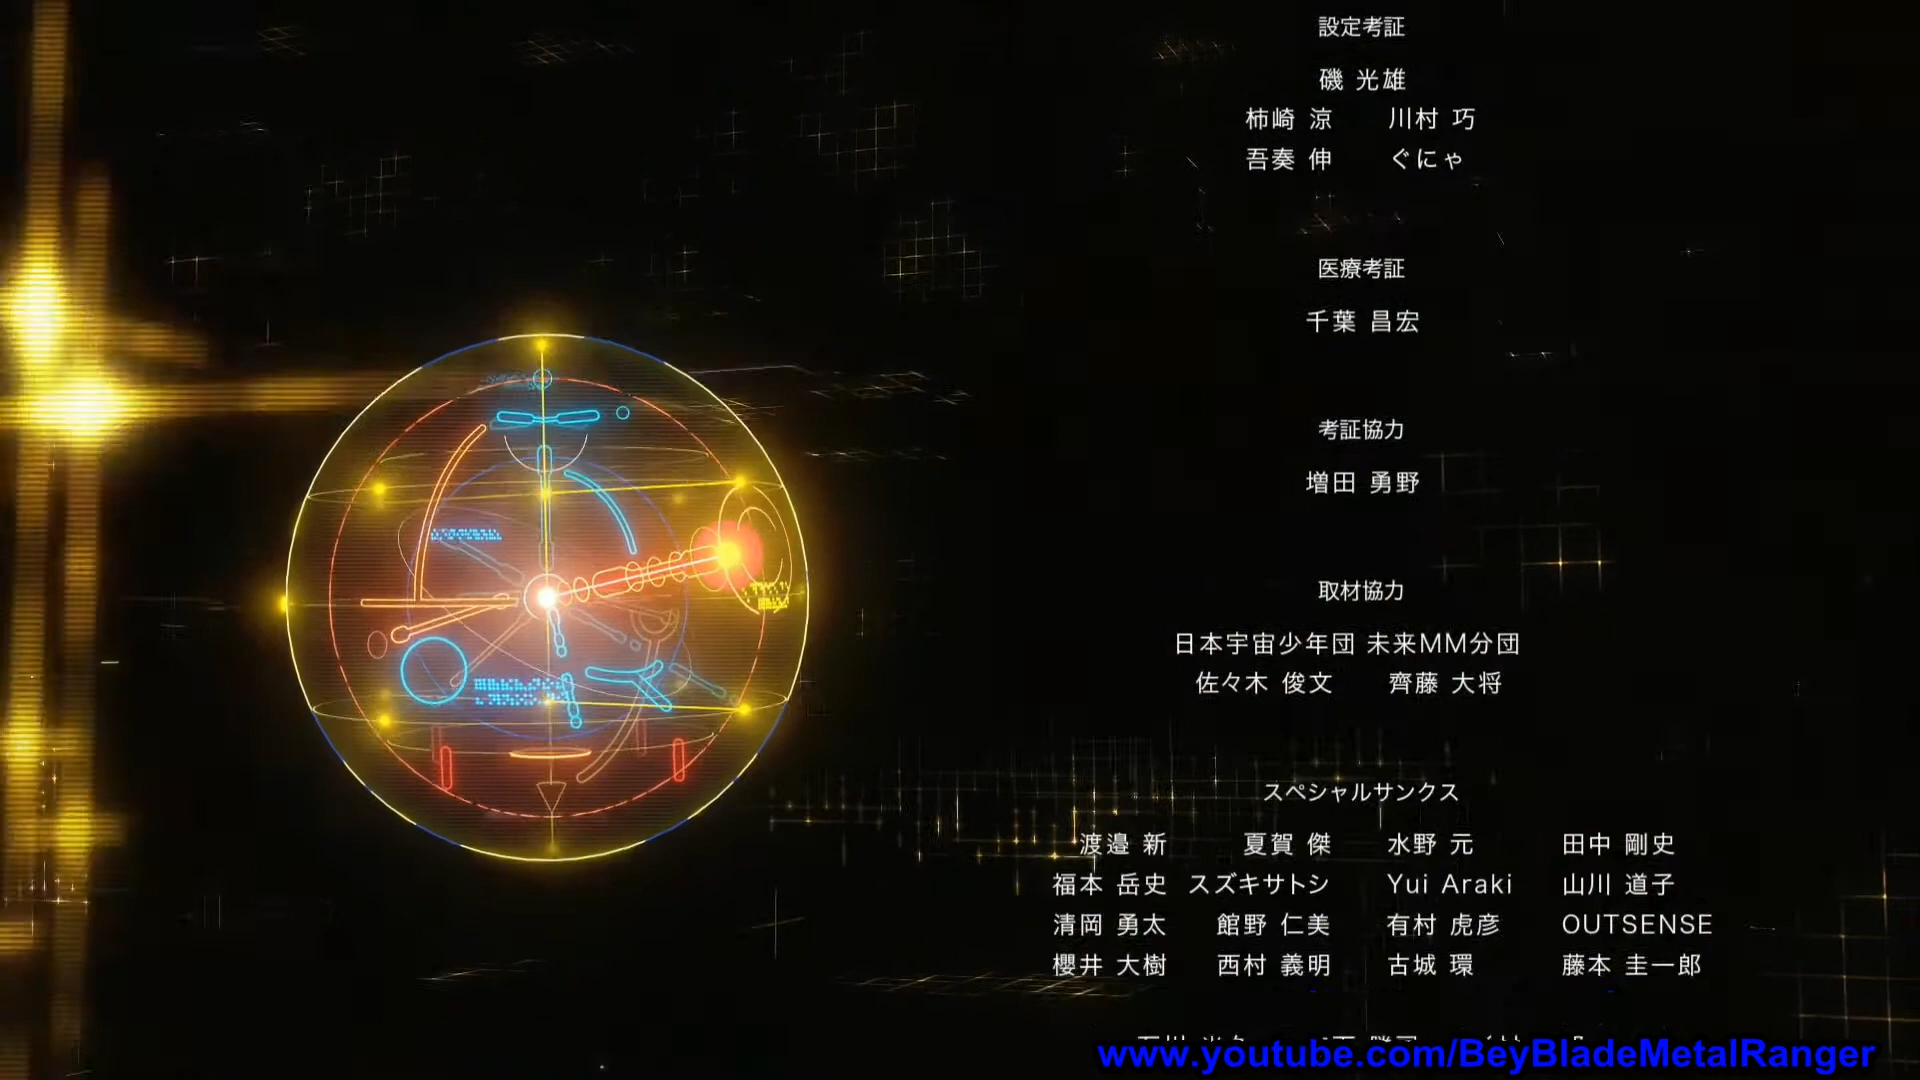 設定考証
磯 光雄
柿崎 涼 川村 巧
吾奏 伸 ぐにゃ
医療考証
千葉 昌宏
考証協力
増田 勇野
取材協力
日本宇宙少年団 未来MM分団
佐々木 俊文 齊藤 大将
スペシャルサンクス
渡邉 新 夏賀 傑 水野 元 田中 剛史
福本 岳史 スズキサトシ Yui Araki 山川 道子
清岡 勇太 館野 仁美 有村 虎彦 OUTSENSE
櫻井 大樹 西村 義明 古城 環 藤本 圭一郎
www.youtube.com/BeyBladeMetalRanger